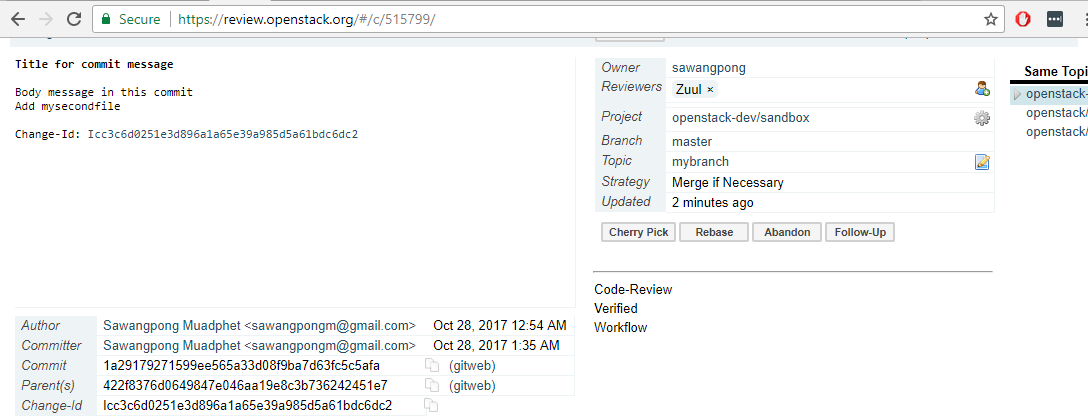 Secure https://review.openstack.org/#/c/515799/
Title for commit message
Body message in this commit
Add mysecondfile
Change-Id: Icc3c6d0251e3d896a1a65e39a985d5a61bdc6dc2
Author Sawangpong Muadphet <sawangpongm@gmail.com> Oct 28, 2017 12:54 AM
Committer Sawangpong Muadphet <sawangpongm@gmail.com> Oct 28, 2017 1:35 AM
Commit 1a29179271599ee565a33d08f9ba7d63fc5c5afa (gitweb)
Parent(s) 422f8376d0649847e046aa19e8c3b736242451e7 (gitweb)
Change-Id Icc3c6d0251e3d896a1a65e39a985d5a61bdc6dc2
Owner sawangpong
Reviewers Zuul ×
Project openstack-dev/sandbox
Branch master
Topic mybranch
Strategy Merge if Necessary
Updated 2 minutes ago
Cherry Pick Rebase Abandon Follow-Up
Code-Review
Verified
Workflow
Same Topi
openstack-
openstack/
openstack/